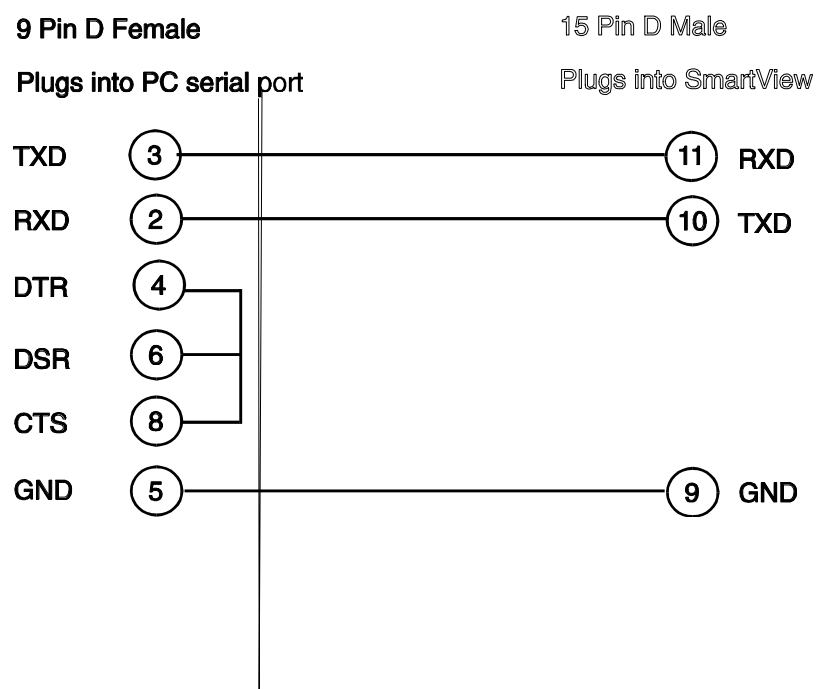 9 Pin D Female
15 Pin D Male
Plugs into PC serial port
Plugs into SmartView
TXD 3 11 RXD
RXD 2 10 TXD
DTR 4
DSR 6
CTS 8
GND 5 9 GND